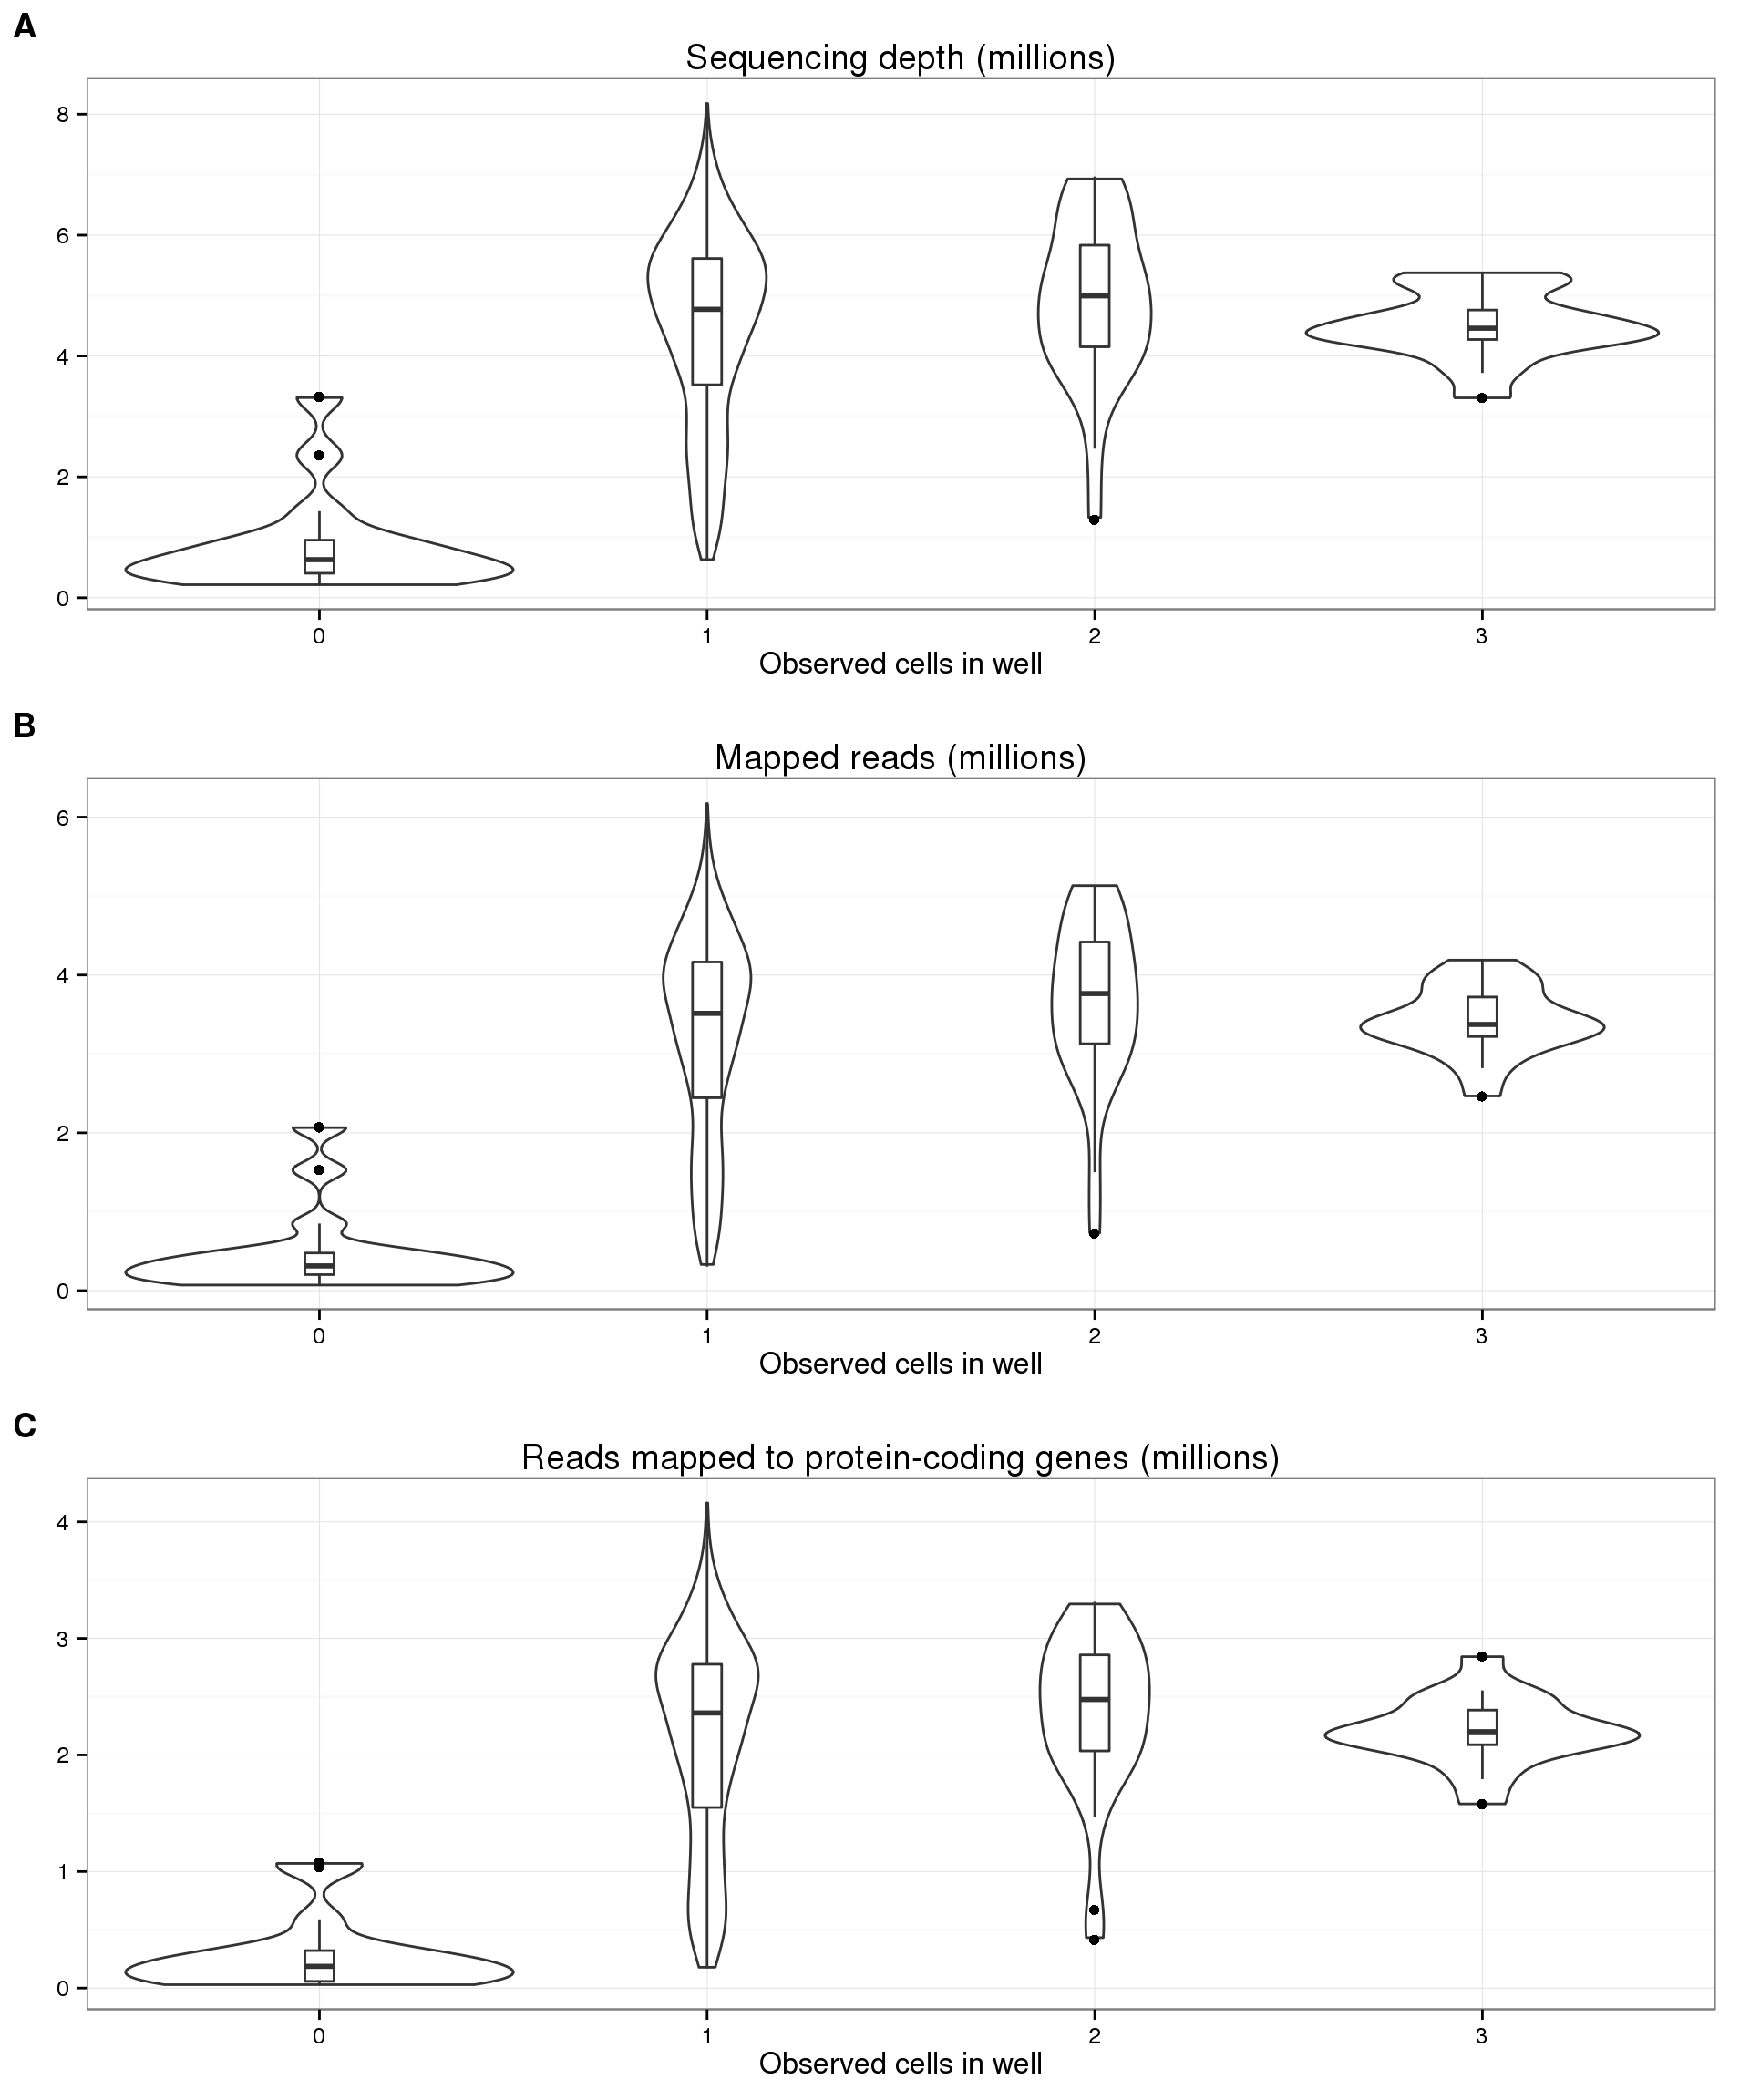 A
Sequencing depth (millions)
8
6
4
2
0
0 1 2 3
Observed cells in well
B
Mapped reads (millions)
6
4
2
0
0 1 2 3
Observed cells in well
C
Reads mapped to protein-coding genes (millions)
4
3
2
1
0
0 1 2 3
Observed cells in well